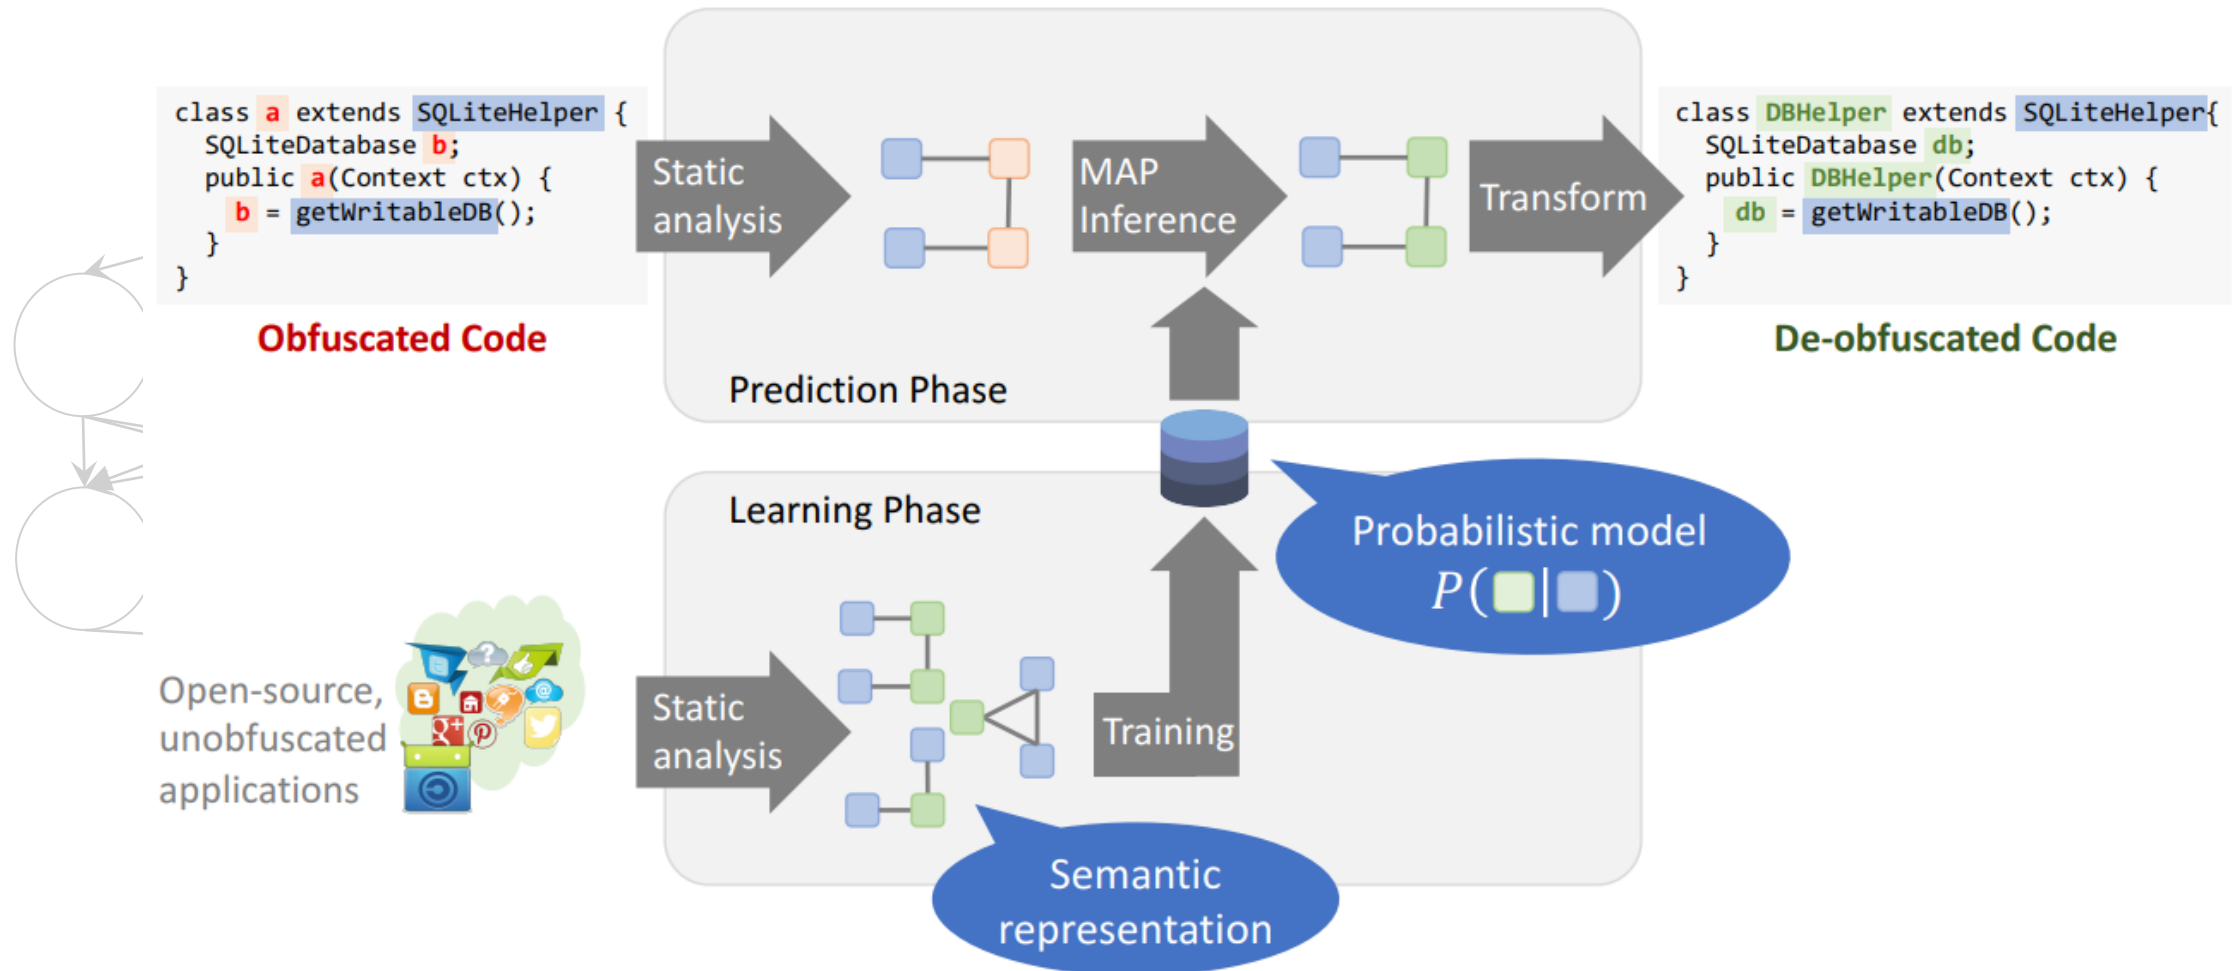 class a extends SQLiteHelper {
SQLiteDatabase b;
public a(Context ctx) {
b = getWritableDB();
}
}
Obfuscated Code
Static
analysis
MAP
Inference
Transform
Prediction Phase
class DBHelper extends SQLiteHelper{
SQLiteDatabase db;
public DBHelper(Context ctx) {
db = getWritableDB();
}
}
De-obfuscated Code
Learning Phase
Probabilistic model
P( | )
Open-source,
unobfuscated
applications
Static
analysis
Training
Semantic
representation